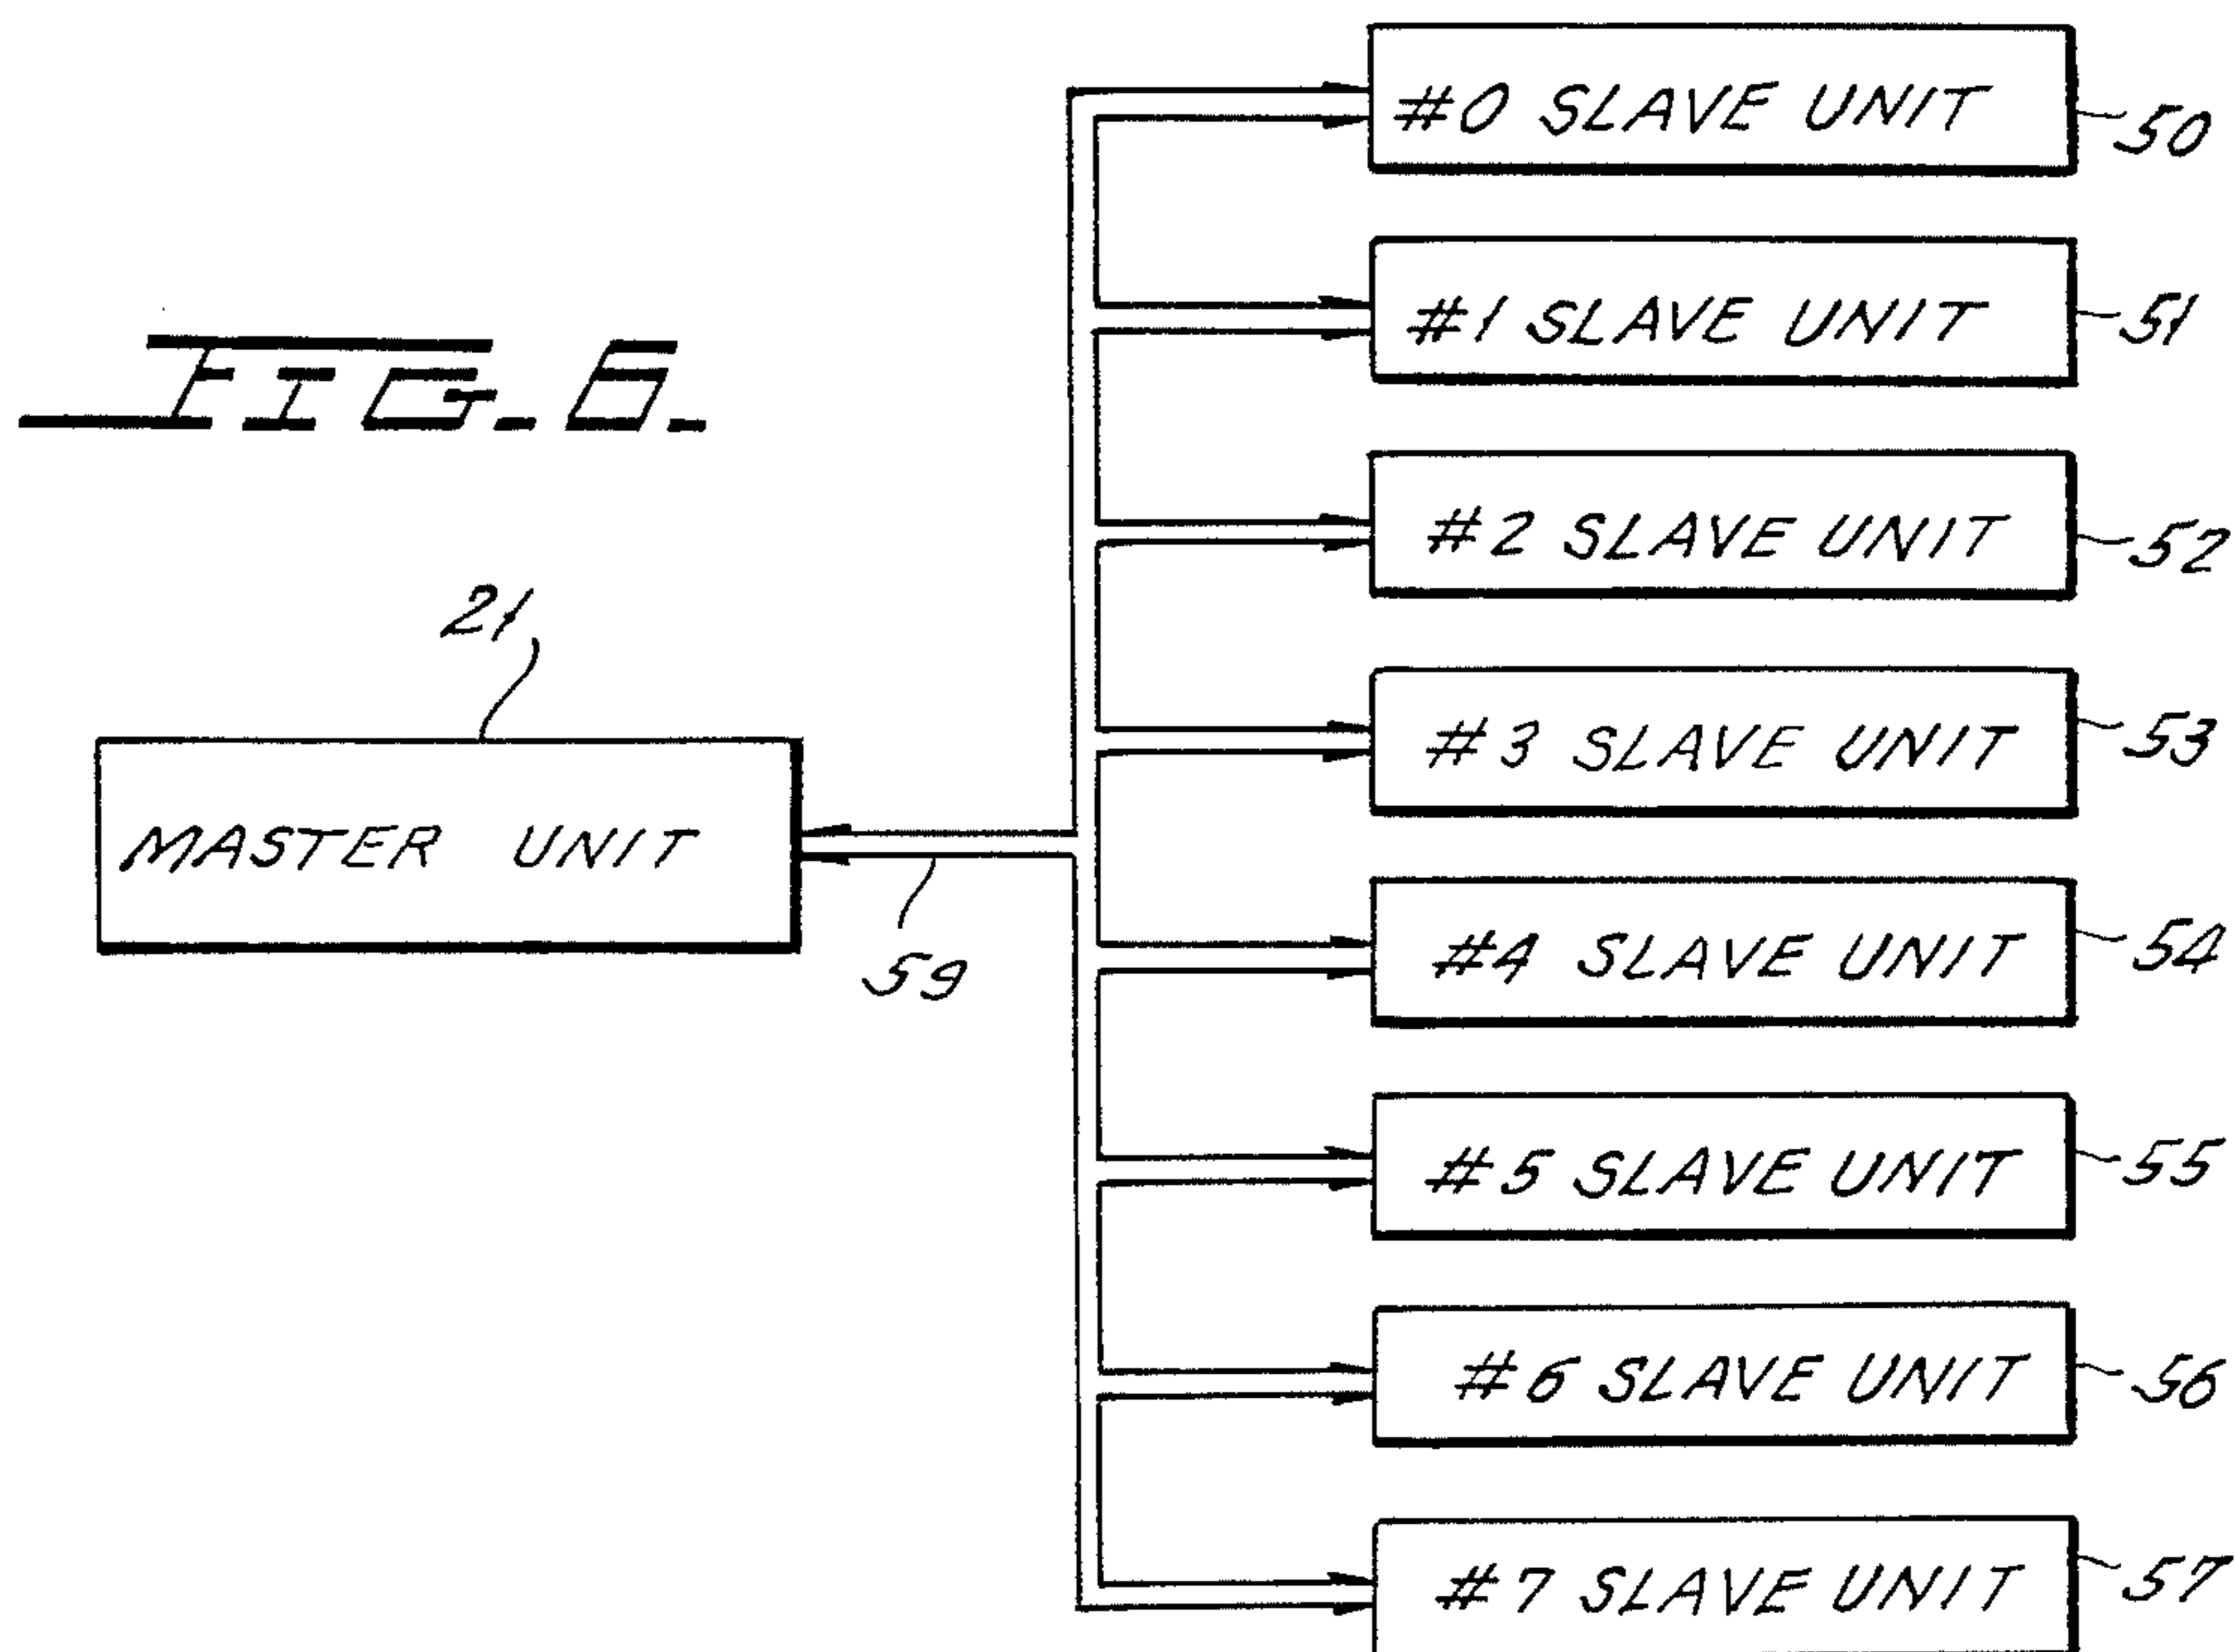 #0 SLAVE UNIT
50
#1 SLAVE UNIT
51
FIG. 6.
#2 SLAVE UNIT
52
21
#3 SLAVE UNIT
53
MASTER UNIT
59
#4 SLAVE UNIT
54
#5 SLAVE UNIT
55
#6 SLAVE UNIT
56
#7 SLAVE UNIT
57